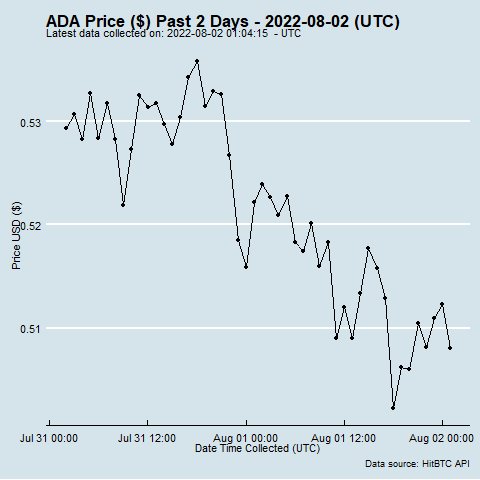 ADA Price ($) Past 2 Days - 2022-08-02 (UTC)
Latest data collected on: 2022-08-02 01:04:15 - UTC
0.53
0.52
0.51
Price USD ($)
Jul 31 00:00 Jul 31 12:00 Aug 01 00:00 Aug 01 12:00 Aug 02 00:00
Date Time Collected (UTC)
Data source: HitBTC API